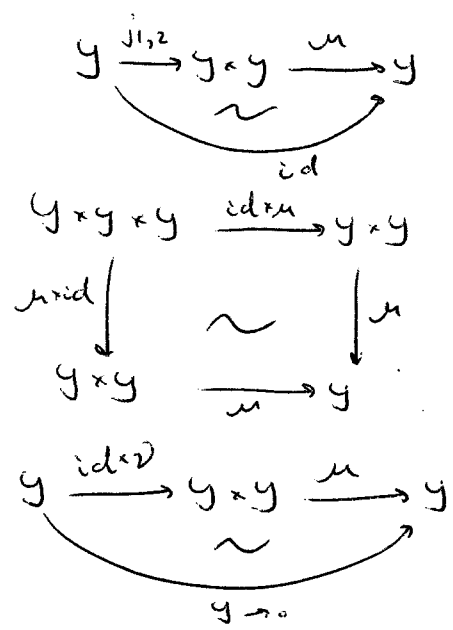 j1,2 μ
y → y × y → y
~
id
y × y × y id×μ → y × y
μ×id ~ μ
y × y → y
μ
id×ν μ
y → y × y → y
~
y → •